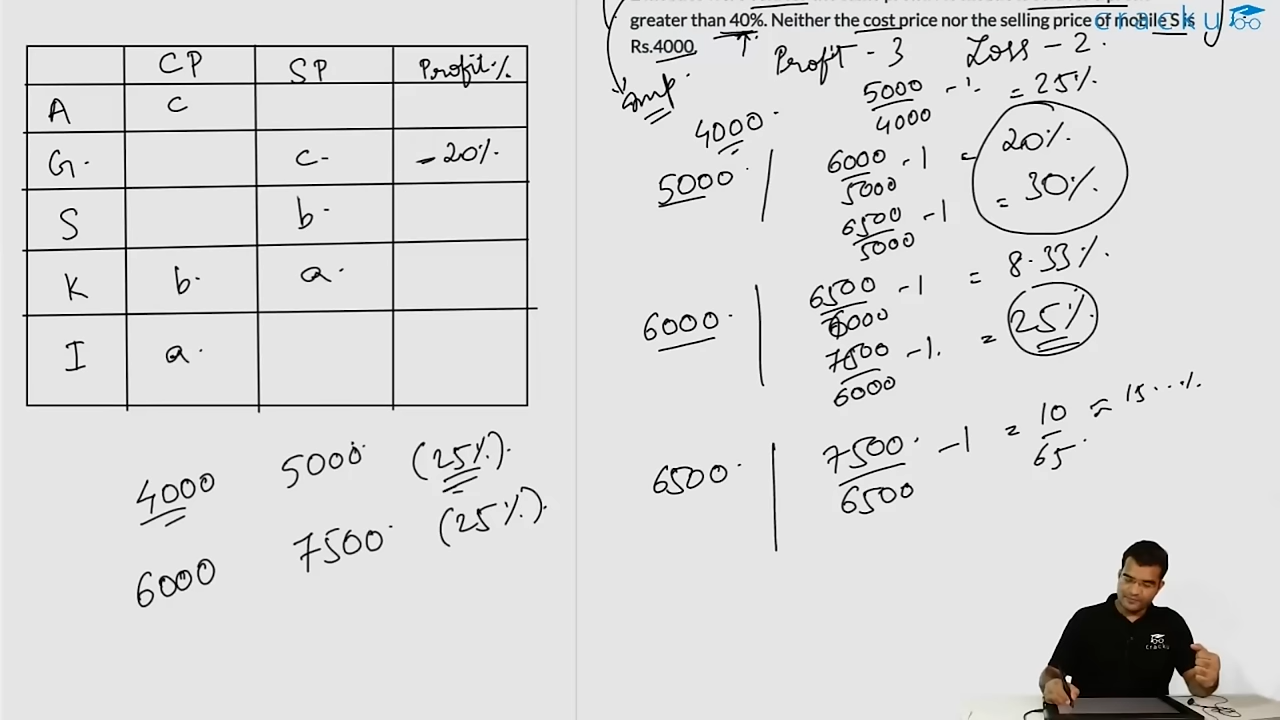 greater than 40%. Neither the cost price nor the selling price of mobile S is
Rs.4000.
cracku
Profit - 3 Loss - 2.
CP SP Profit%
A c
G. c. -20%
S b.
K b. a.
I a.
4000 5000 (25%).
6000 7500 (25%).
4000.
5000/4000 - 1 = 25%
5000.
6000/5000 - 1 = 20%
6500/5000 - 1 = 30%
6000.
6500/6000 - 1 = 8.33%.
7500/6000 - 1. = 25%
6500.
7500/6500 - 1 = 10/65 ≈ 15...%
cracku